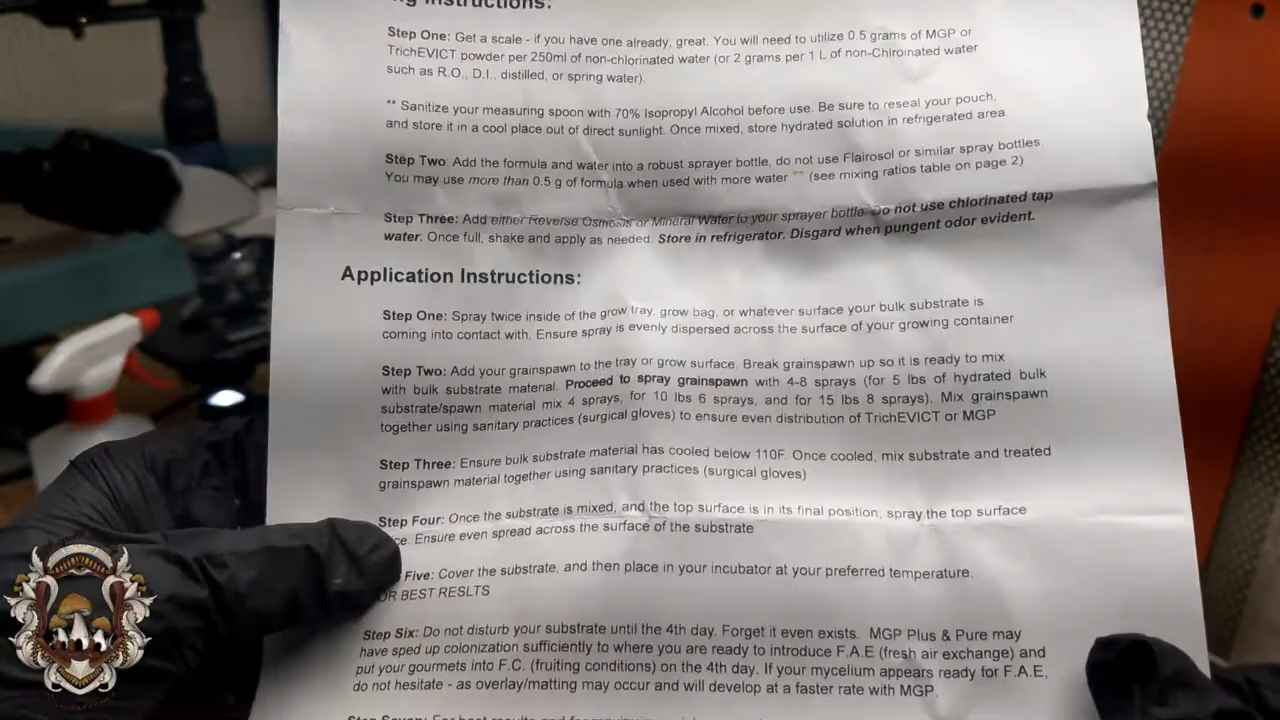 Instructions:
Step One: Get a scale - if you have one already, great. You will need to utilize 0.5 grams of MGP or
TrichEVICT powder per 250ml of non-chlorinated water (or 2 grams per 1 L of non-Chlroinated water
such as R.O., D.I., distilled, or spring water).
** Sanitize your measuring spoon with 70% Isopropyl Alcohol before use. Be sure to reseal your pouch,
and store it in a cool place out of direct sunlight. Once mixed, store hydrated solution in refrigerated area.
Step Two: Add the formula and water into a robust sprayer bottle, do not use Flairosol or similar spray bottles
You may use more than 0.5 g of formula when used with more water ** (see mixing ratios table on page 2)
Step Three: Add either Reverse Osmosis or Mineral Water to your sprayer bottle. Do not use chlorinated tap
water. Once full, shake and apply as needed. Store in refrigerator. Disgard when pungent odor evident.
Application Instructions:
Step One: Spray twice inside of the grow tray, grow bag, or whatever surface your bulk substrate is
coming into contact with. Ensure spray is evenly dispersed across the surface of your growing container
Step Two: Add your grainspawn to the tray or grow surface. Break grainspawn up so it is ready to mix
with bulk substrate material. Proceed to spray grainspawn with 4-8 sprays (for 5 lbs of hydrated bulk
substrate/spawn material mix 4 sprays, for 10 lbs 6 sprays, and for 15 lbs 8 sprays). Mix grainspawn
together using sanitary practices (surgical gloves) to ensure even distribution of TrichEVICT or MGP
Step Three: Ensure bulk substrate material has cooled below 110F. Once cooled, mix substrate and treated
grainspawn material together using sanitary practices (surgical gloves)
Step Four: Once the substrate is mixed, and the top surface is in its final position, spray the top surface
Ensure even spread across the surface of the substrate
Five: Cover the substrate, and then place in your incubator at your preferred temperature.
OR BEST RESLTS
Step Six: Do not disturb your substrate until the 4th day. Forget it even exists. MGP Plus & Pure may
have sped up colonization sufficiently to where you are ready to introduce F.A.E (fresh air exchange) and
put your gourmets into F.C. (fruiting conditions) on the 4th day. If your mycelium appears ready for F.A.E,
do not hesitate - as overlay/matting may occur and will develop at a faster rate with MGP.